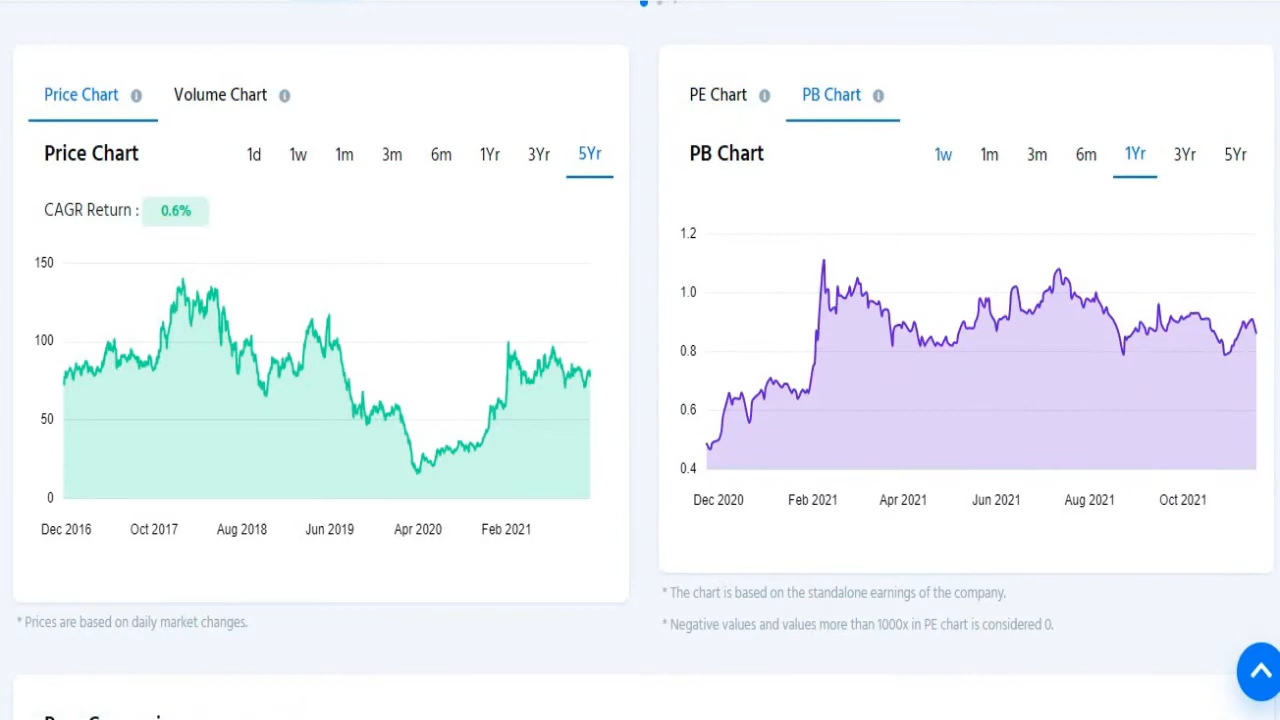 Price Chart Volume Chart
Price Chart 1d 1w 1m 3m 6m 1Yr 3Yr 5Yr
CAGR Return : 0.6%
150
100
50
0
Dec 2016 Oct 2017 Aug 2018 Jun 2019 Apr 2020 Feb 2021
* Prices are based on daily market changes.
PE Chart PB Chart
PB Chart 1w 1m 3m 6m 1Yr 3Yr 5Yr
1.2
1.0
0.8
0.6
0.4
Dec 2020 Feb 2021 Apr 2021 Jun 2021 Aug 2021 Oct 2021
* The chart is based on the standalone earnings of the company.
* Negative values and values more than 1000x in PE chart is considered 0.